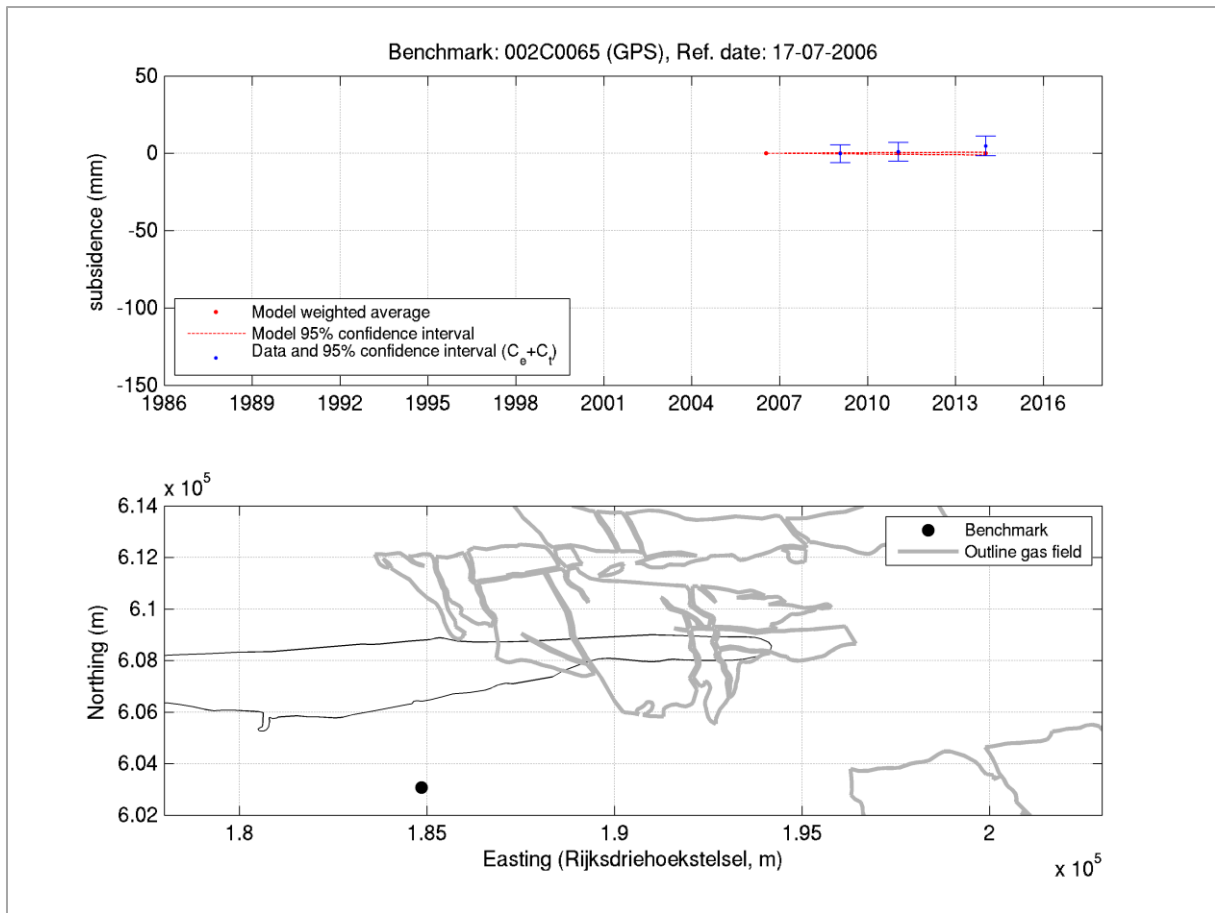 Benchmark: 002C0065 (GPS), Ref. date: 17-07-2006
50
0
-50
-100
-150
subsidence (mm)
Model weighted average
Model 95% confidence interval
Data and 95% confidence interval (C_e+C_t)
1986 1989 1992 1995 1998 2001 2004 2007 2010 2013 2016
x 10^5
6.14
6.12
6.1
6.08
6.06
6.04
6.02
Northing (m)
Benchmark
Outline gas field
1.8 1.85 1.9 1.95 2
Easting (Rijksdriehoekstelsel, m)
x 10^5